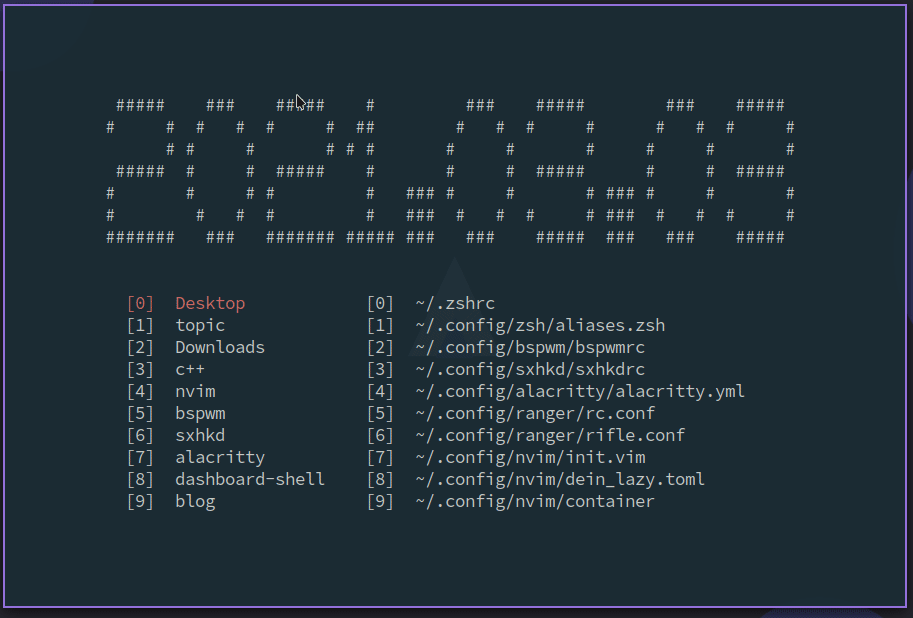 2021.03.03
[0] Desktop [0] ~/.zshrc
[1] topic [1] ~/.config/zsh/aliases.zsh
[2] Downloads [2] ~/.config/bspwm/bspwmrc
[3] c++ [3] ~/.config/sxhkd/sxhkdrc
[4] nvim [4] ~/.config/alacritty/alacritty.yml
[5] bspwm [5] ~/.config/ranger/rc.conf
[6] sxhkd [6] ~/.config/ranger/rifle.conf
[7] alacritty [7] ~/.config/nvim/init.vim
[8] dashboard-shell [8] ~/.config/nvim/dein_lazy.toml
[9] blog [9] ~/.config/nvim/container